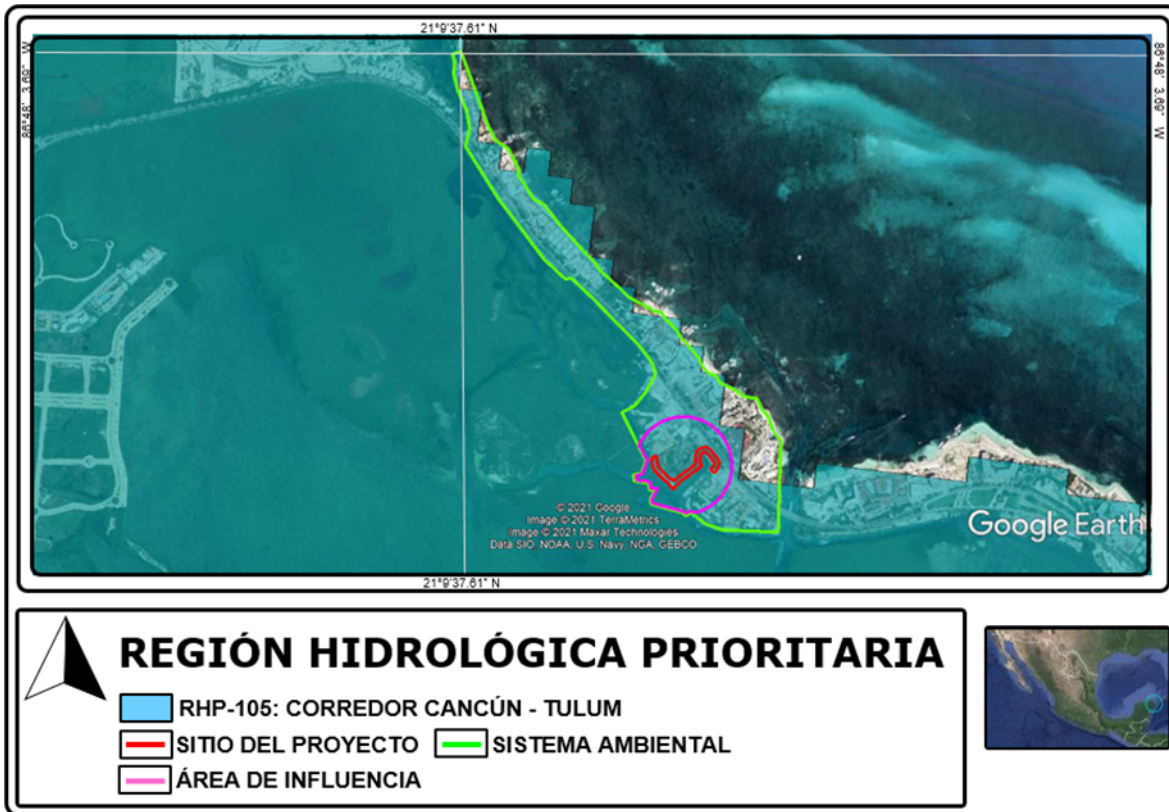 21°9'37.61" N
86°48' 3.69" W
86°48' 3.69" W
© 2021 Google
Image © 2021 TerraMetrics
Image © 2021 Maxar Technologies
Data SIO, NOAA, U.S. Navy, NGA, GEBCO
Google Earth
21°9'37.61" N
REGIÓN HIDROLÓGICA PRIORITARIA
RHP-105: CORREDOR CANCÚN - TULUM
SITIO DEL PROYECTO SISTEMA AMBIENTAL
ÁREA DE INFLUENCIA